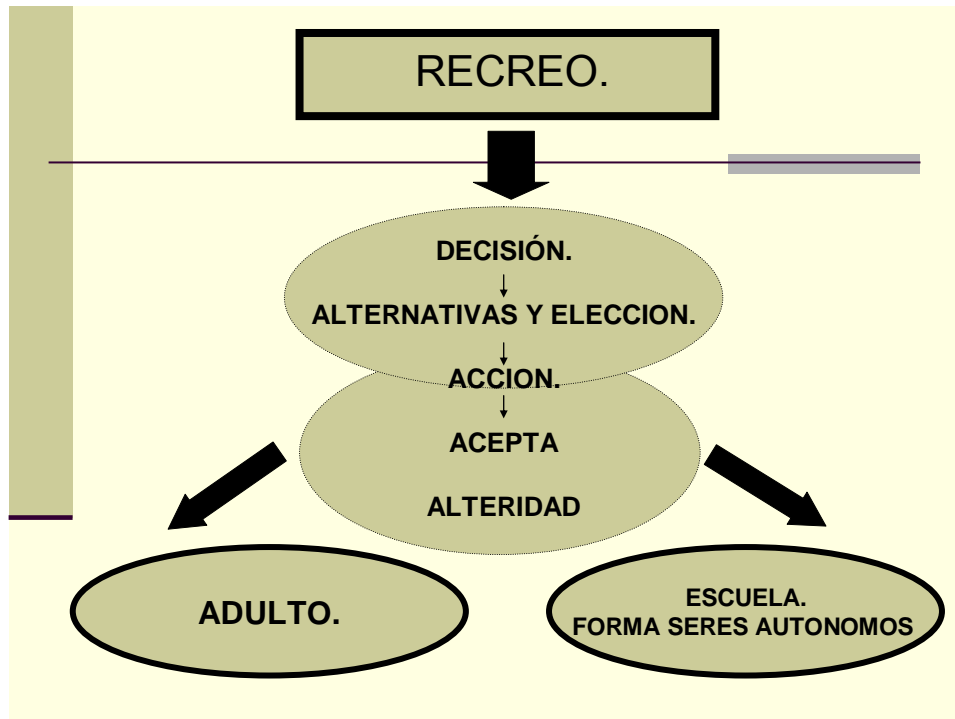 RECREO.
DECISIÓN.
ALTERNATIVAS Y ELECCION.
ACCION.
ACEPTA
ALTERIDAD
ADULTO.
ESCUELA.
FORMA SERES AUTONOMOS